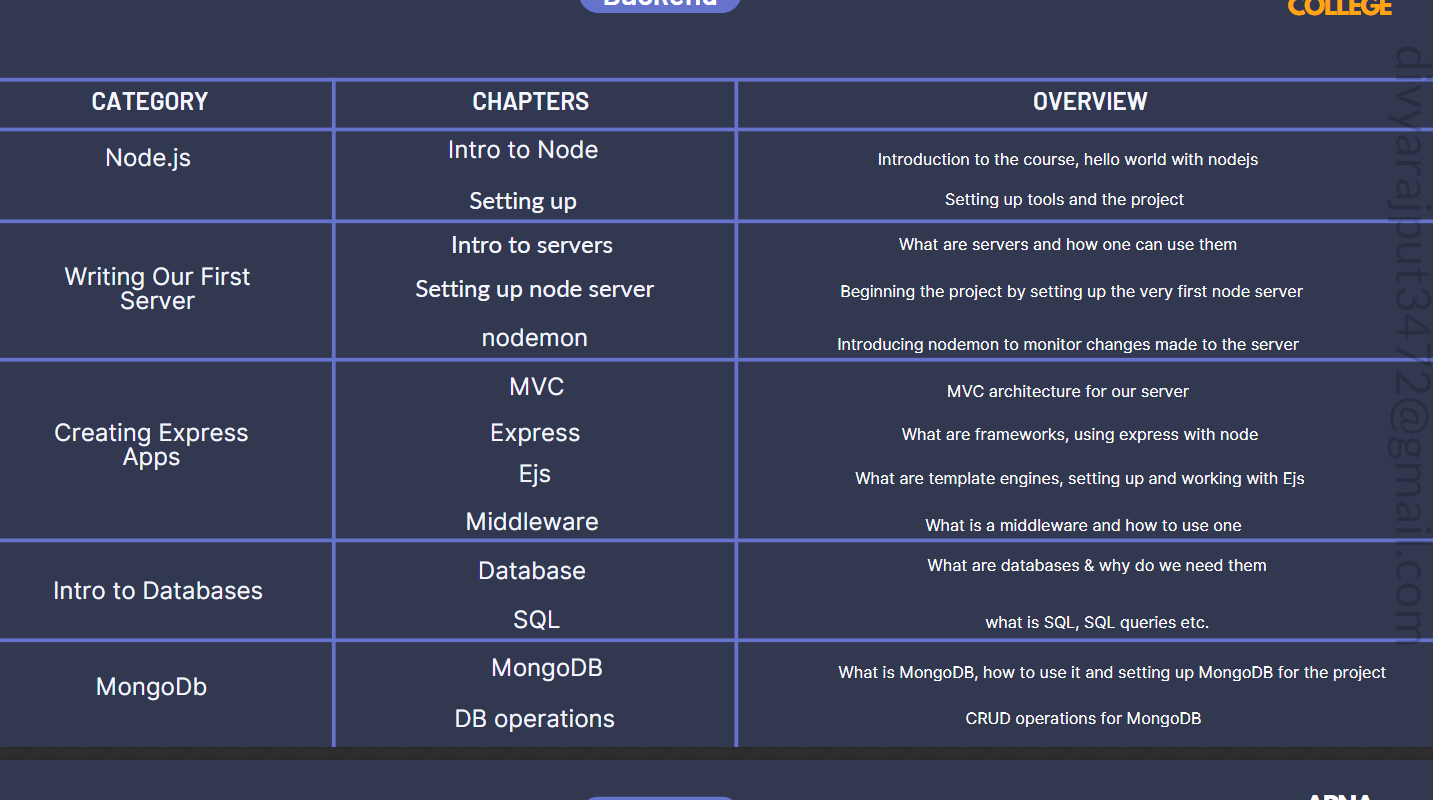 Backend
COLLEGE
CATEGORY CHAPTERS OVERVIEW
Node.js
Intro to Node
Introduction to the course, hello world with nodejs
Setting up
Setting up tools and the project
Writing Our First
Server
Intro to servers
What are servers and how one can use them
Setting up node server
Beginning the project by setting up the very first node server
nodemon
Introducing nodemon to monitor changes made to the server
Creating Express
Apps
MVC
MVC architecture for our server
Express
What are frameworks, using express with node
Ejs
What are template engines, setting up and working with Ejs
Middleware
What is a middleware and how to use one
Intro to Databases
Database
What are databases & why do we need them
SQL
what is SQL, SQL queries etc.
MongoDb
MongoDB
What is MongoDB, how to use it and setting up MongoDB for the project
DB operations
CRUD operations for MongoDB
divyarajput3472@gmail.com
APNA